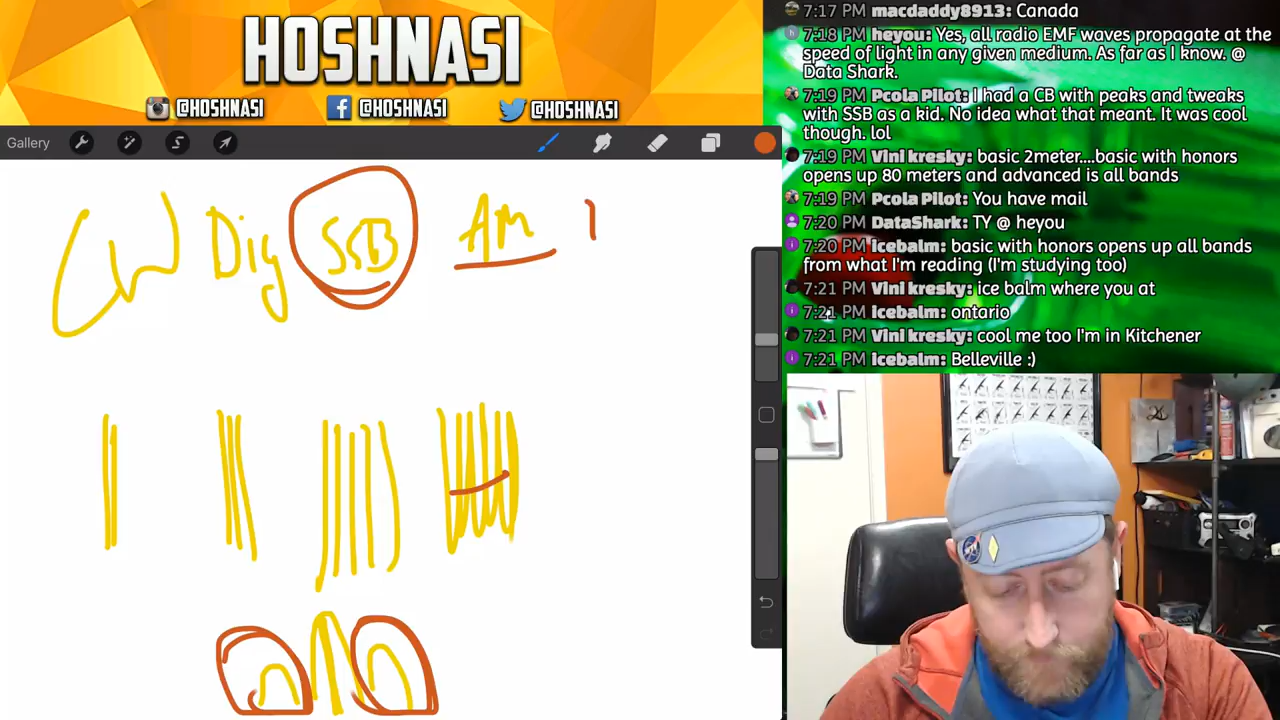 HOSHNASI
@HOSHNASI @HOSHNASI @HOSHNASI
Gallery
CW Dig SSB Am
7:17 PM macdaddy8913: Canada
7:18 PM heyou: Yes, all radio EMF waves propagate at the
speed of light in any given medium. As far as I know. @
Data Shark.
7:19 PM Pcola Pilot: I had a CB with peaks and tweaks
with SSB as a kid. No idea what that meant. It was cool
though. lol
7:19 PM Vini kresky: basic 2meter....basic with honors
opens up 80 meters and advanced is all bands
7:19 PM Pcola Pilot: You have mail
7:20 PM DataShark: TY @ heyou
7:20 PM icebalm: basic with honors opens up all bands
from what I'm reading (I'm studying too)
7:21 PM Vini kresky: ice balm where you at
7:21 PM icebalm: ontario
7:21 PM Vini kresky: cool me too I'm in Kitchener
7:21 PM icebalm: Belleville :)